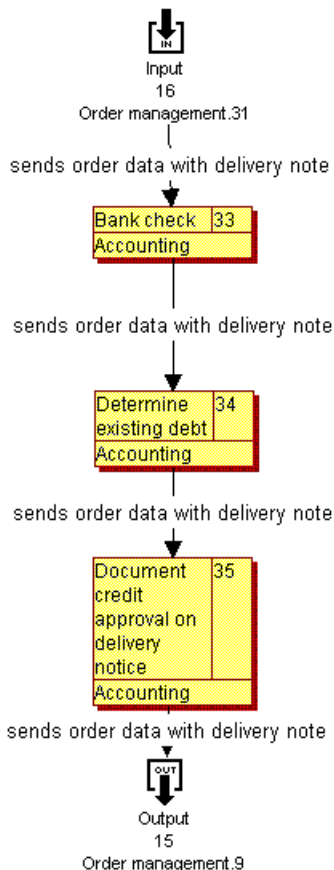 IN
Input
16
Order management.31
sends order data with delivery note
Bank check 33
Accounting
sends order data with delivery note
Determine 34
existing debt
Accounting
sends order data with delivery note
Document 35
credit
approval on
delivery
notice
Accounting
sends order data with delivery note
OUT
Output
15
Order management.9